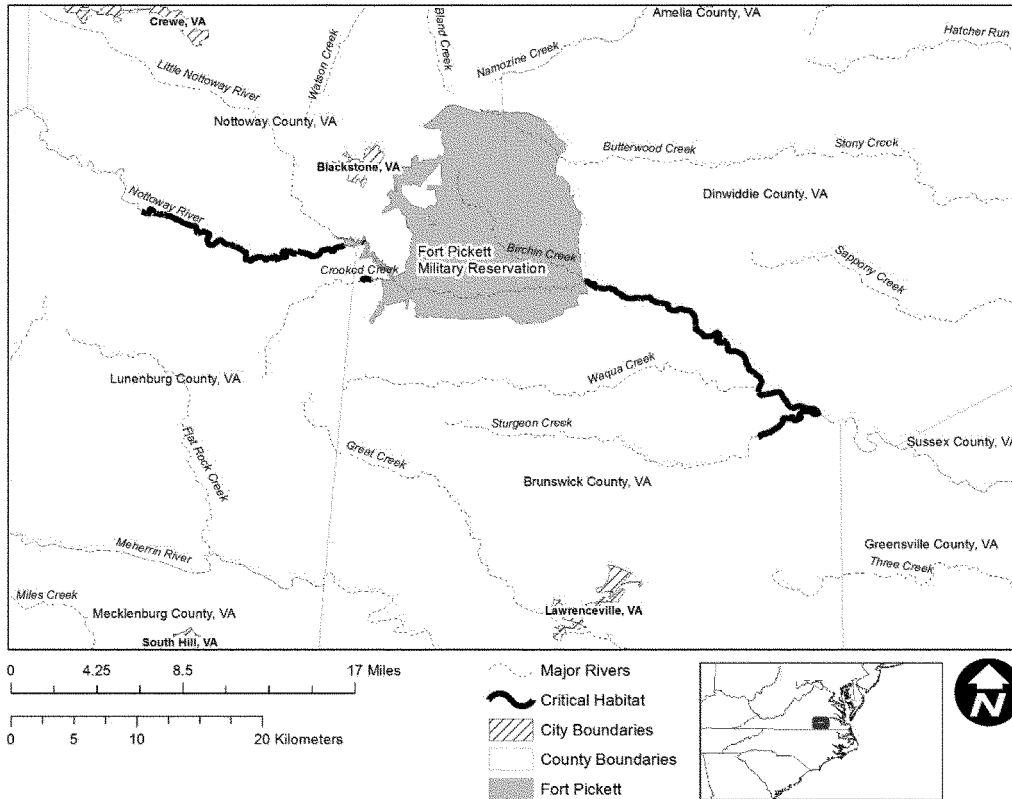 Crewe, VA
Bland Creek
Amelia County, VA
Hatcher Run
Watson Creek
Namozine Creek
Little Nottoway River
Nottoway County, VA
Blackstone, VA
Butterwood Creek
Stony Creek
Dinwiddie County, VA
Nottoway River
Fort Pickett
Military Reservation
Birchin Creek
Crooked Creek
Sappony Creek
Waqua Creek
Lunenburg County, VA
Sturgeon Creek
Flat Rock Creek
Great Creek
Sussex County, VA
Brunswick County, VA
Meherrin River
Greensville County, VA
Three Creek
Miles Creek
Mecklenburg County, VA
Lawrenceville, VA
South Hill, VA
0 4.25 8.5 17 Miles
0 5 10 20 Kilometers
Major Rivers
Critical Habitat
City Boundaries
County Boundaries
Fort Pickett
N